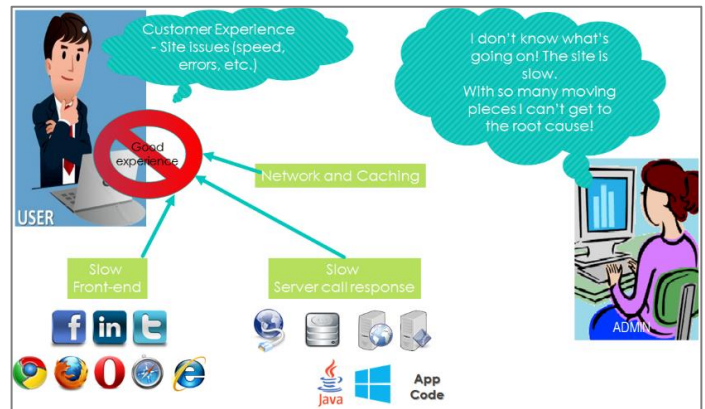 Customer Experience
- Site issues (speed,
errors, etc.)
I don't know what's
going on! The site is
slow.
With so many moving
pieces I can't get to
the root cause!
Good
experience
USER
Network and Caching
Slow
Front-end
Slow
Server call response
ADMIN
f in t
Java
App
Code